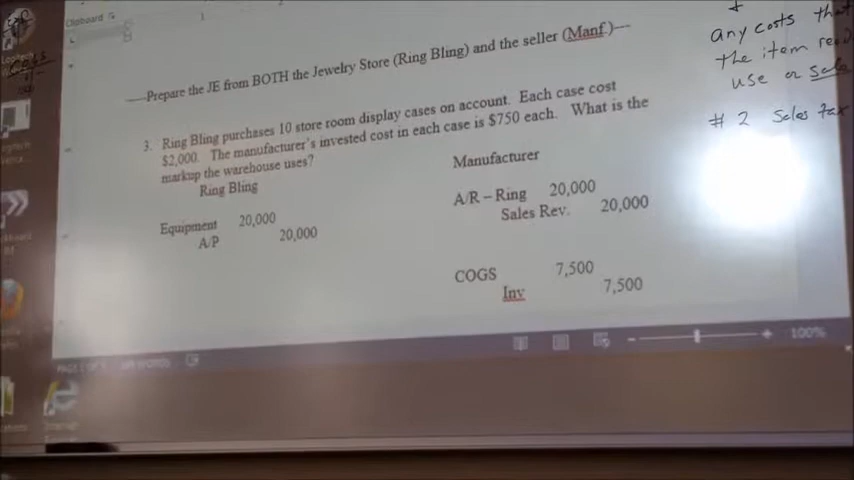 Clipboard
----Prepare the JE from BOTH the Jewelry Store (Ring Bling) and the seller (Manf.)---
3. Ring Bling purchases 10 store room display cases on account. Each case cost
$2,000. The manufacturer's invested cost in each case is $750 each. What is the
markup the warehouse uses?
Ring Bling
Manufacturer
Equipment 20,000
A/P 20,000
A/R – Ring 20,000
Sales Rev. 20,000
COGS 7,500
Inv 7,500
any costs that
the item read
use or sale
# 2 Sales tax
100%